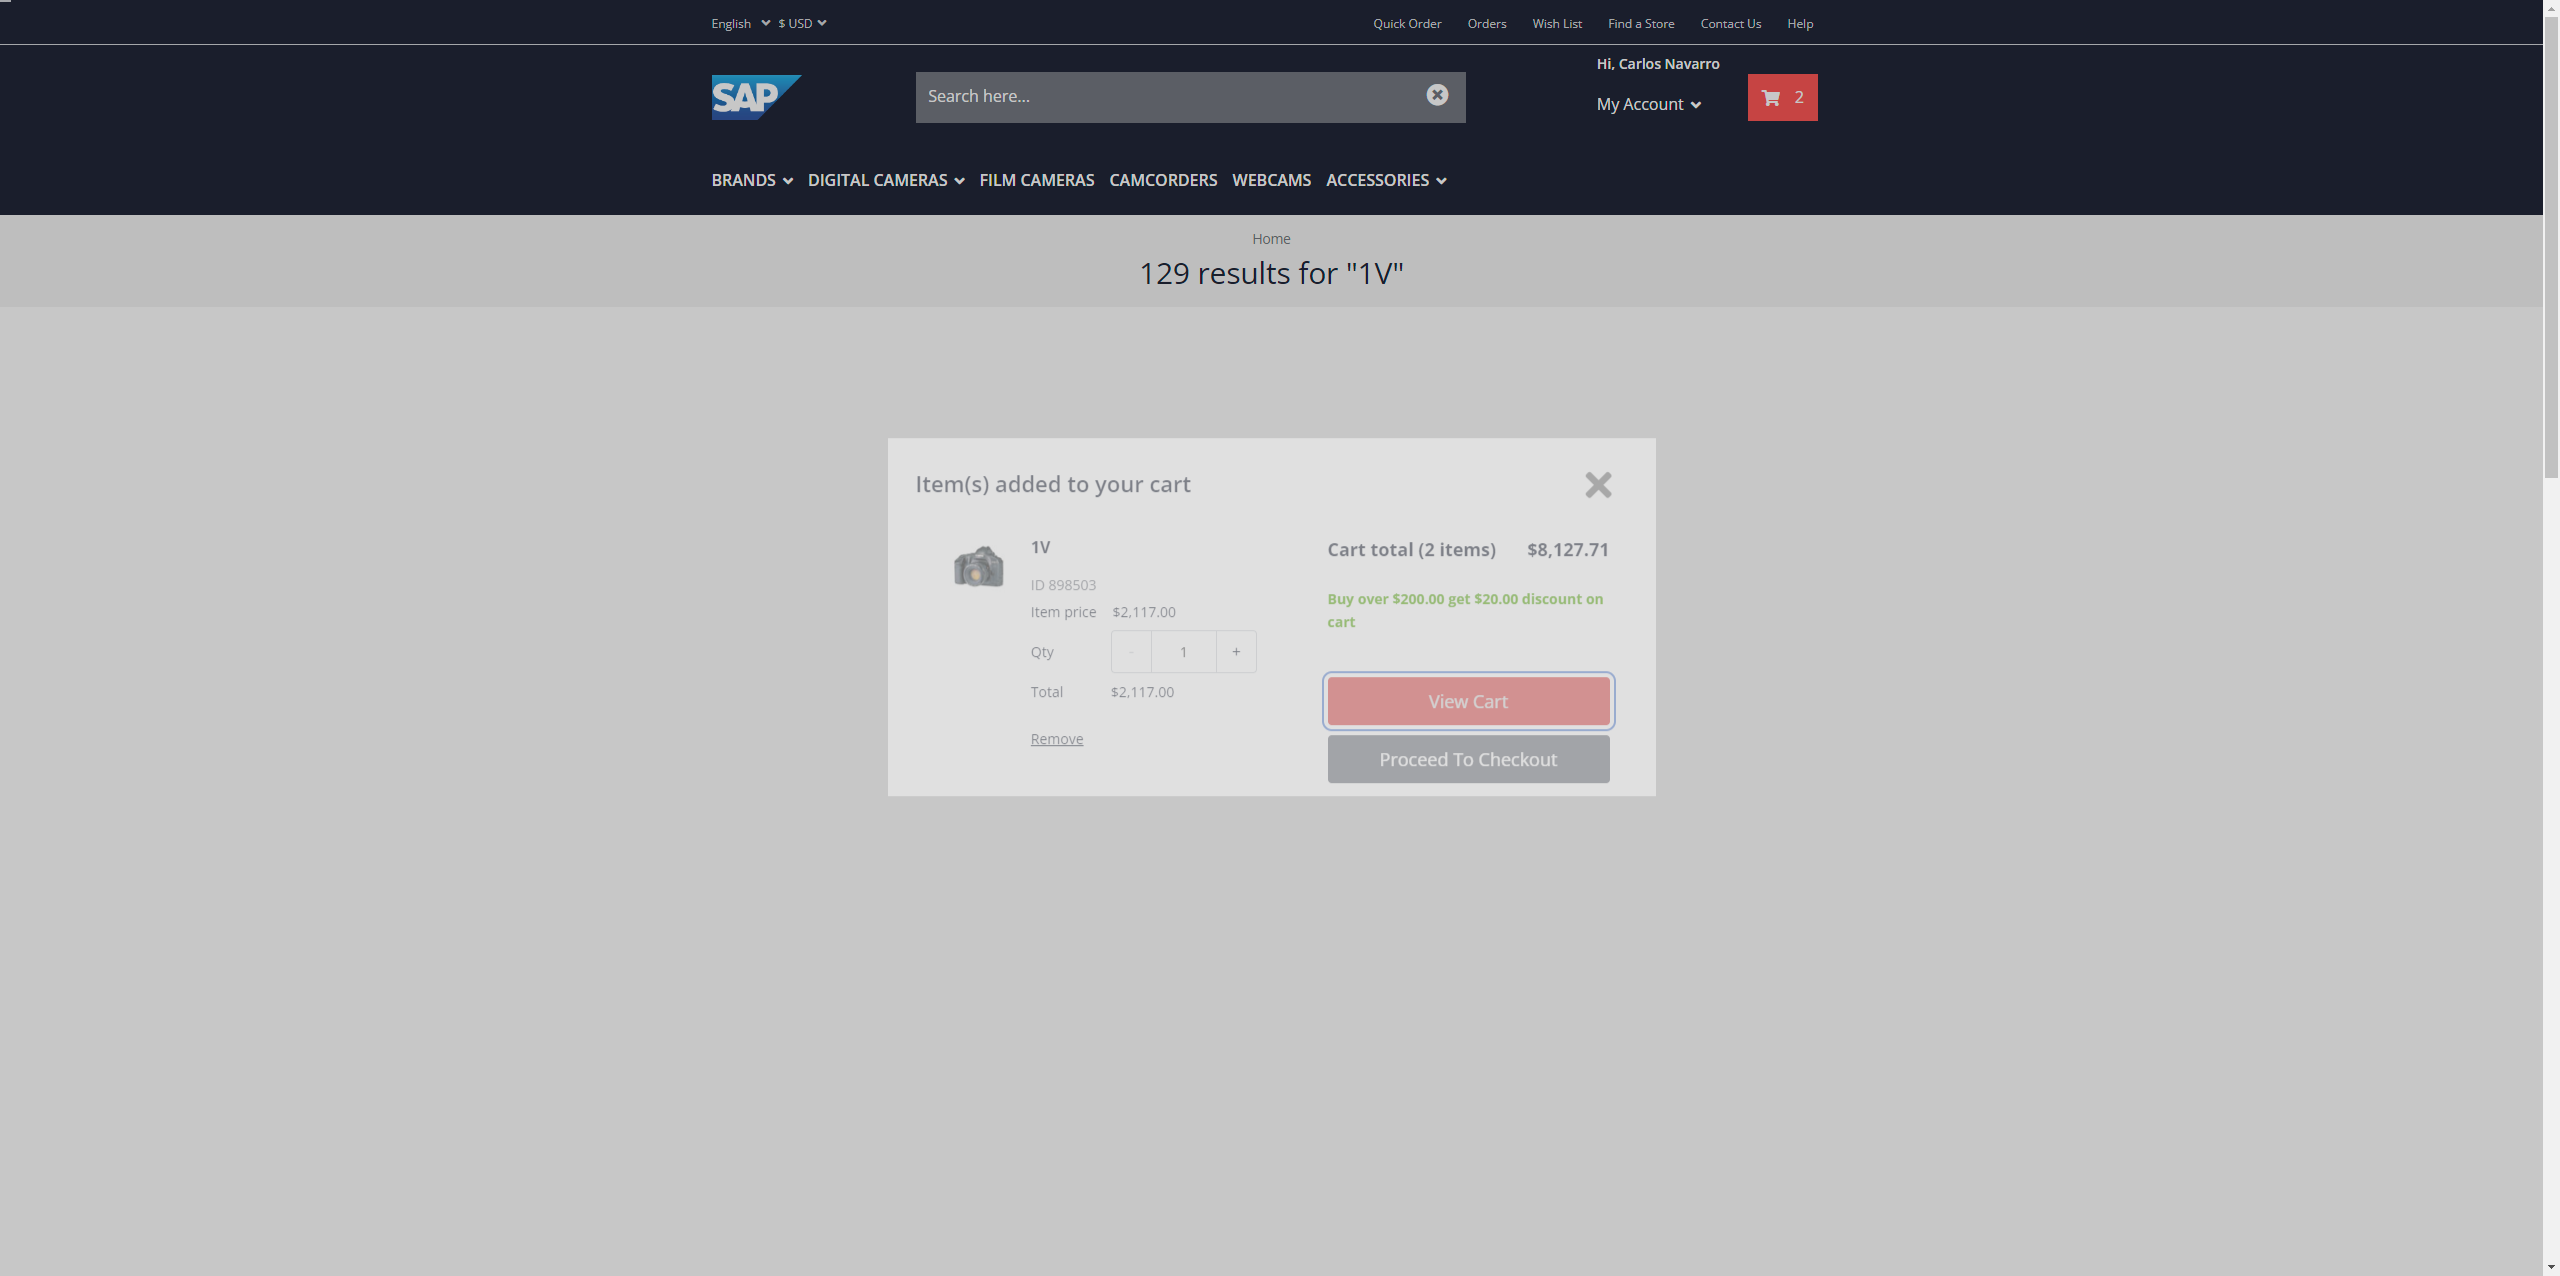 English $ USD Quick Order Orders Wish List Find a Store Contact Us Help
Hi, Carlos Navarro
SAP Search here... My Account 2
BRANDS DIGITAL CAMERAS FILM CAMERAS CAMCORDERS WEBCAMS ACCESSORIES
Home
129 results for "1V"
Item(s) added to your cart
1V
ID 898503
Item price $2,117.00
Qty - 1 +
Total $2,117.00
Remove
Cart total (2 items) $8,127.71
Buy over $200.00 get $20.00 discount on
cart
View Cart
Proceed To Checkout